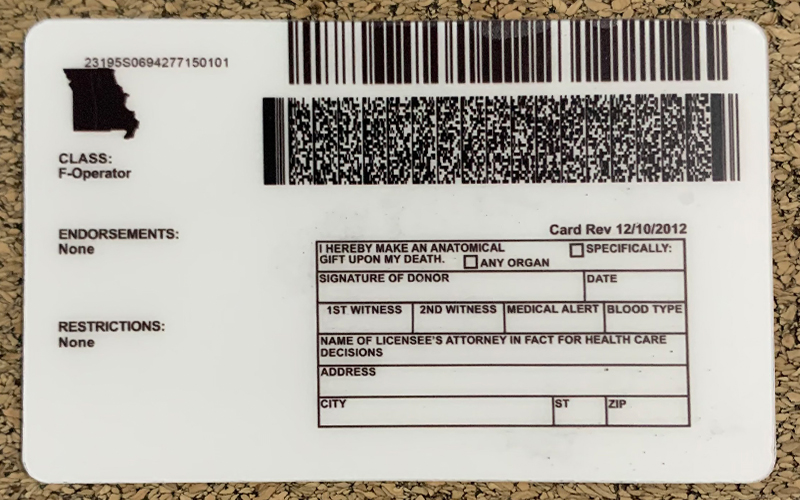 23195S0694277150101
CLASS:
F-Operator
ENDORSEMENTS:
None
RESTRICTIONS:
None
Card Rev 12/10/2012
I HEREBY MAKE AN ANATOMICAL
GIFT UPON MY DEATH. ANY ORGAN SPECIFICALLY:
SIGNATURE OF DONOR DATE
1ST WITNESS 2ND WITNESS MEDICAL ALERT BLOOD TYPE
NAME OF LICENSEE'S ATTORNEY IN FACT FOR HEALTH CARE
DECISIONS
ADDRESS
CITY ST ZIP